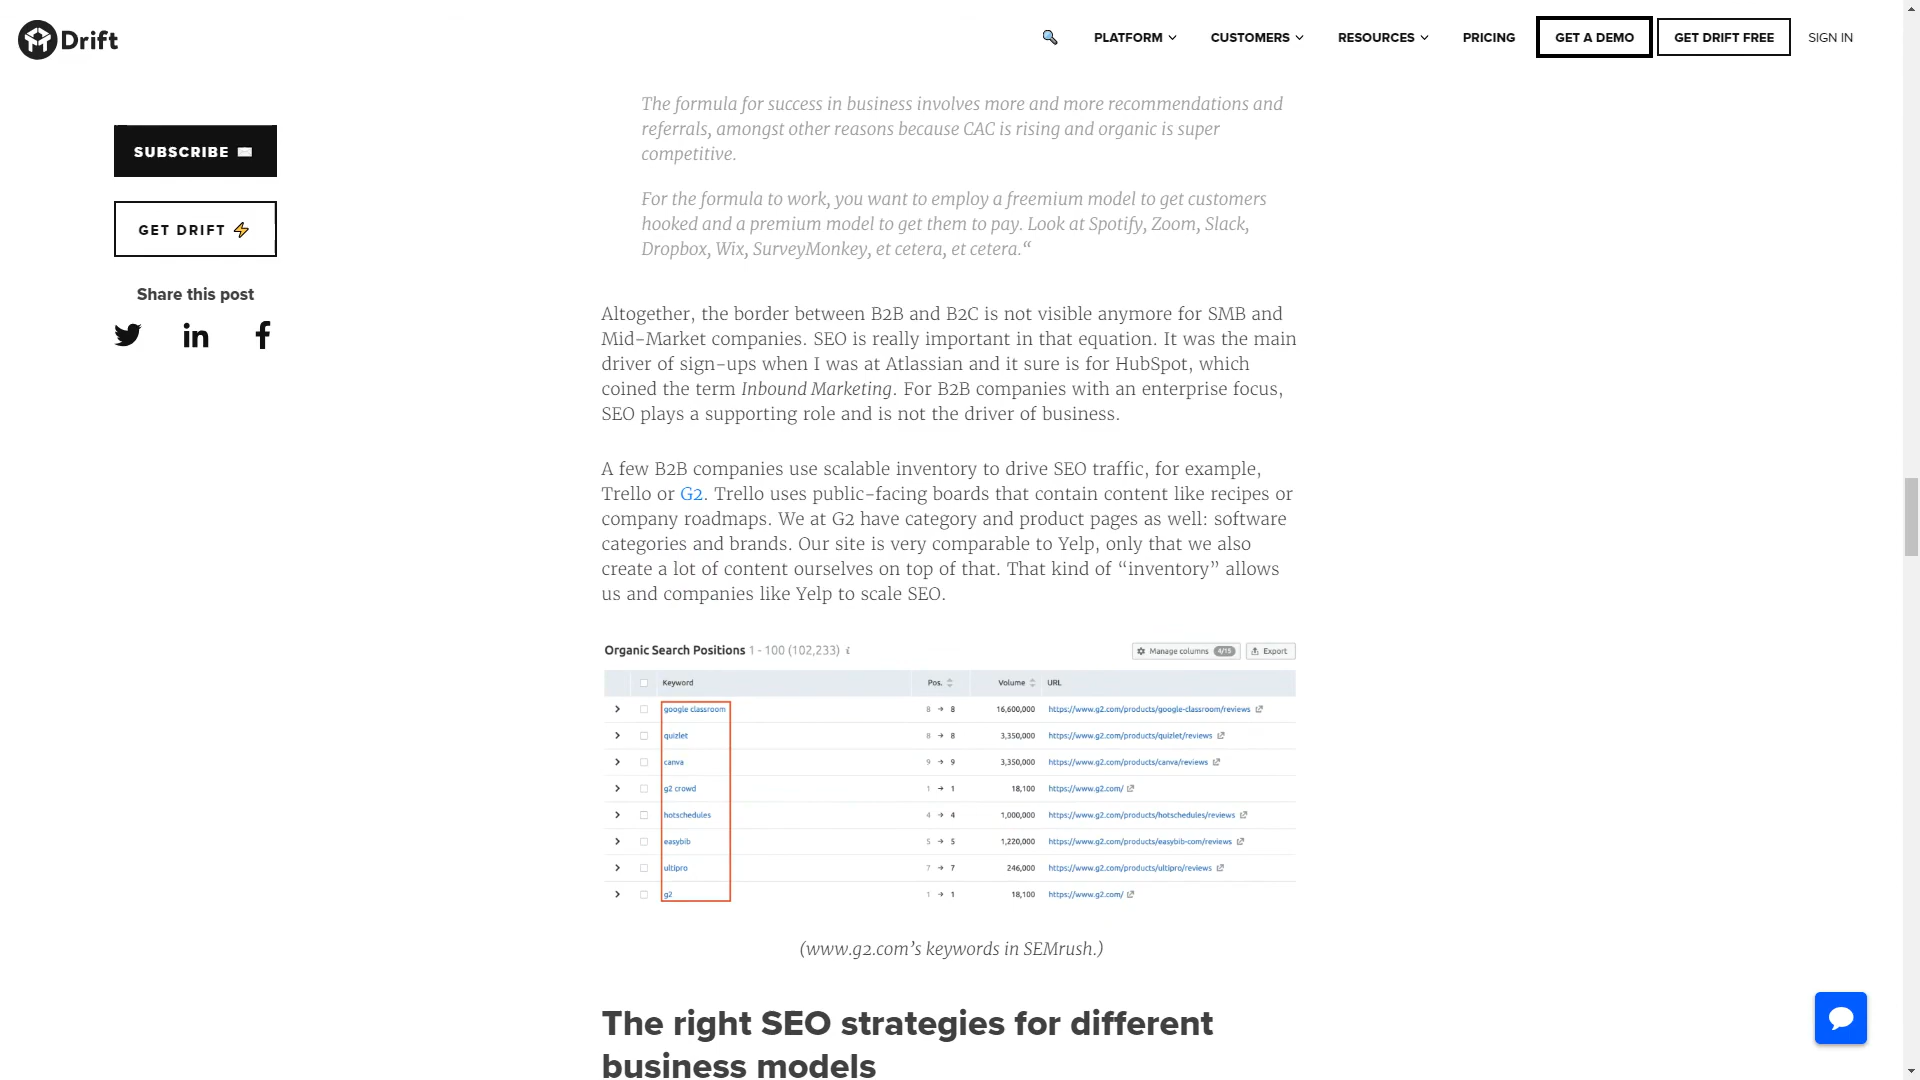 Drift
PLATFORM
CUSTOMERS
RESOURCES
PRICING
GET A DEMO
GET DRIFT FREE
SIGN IN
SUBSCRIBE
GET DRIFT
Share this post
The formula for success in business involves more and more recommendations and
referrals, amongst other reasons because CAC is rising and organic is super
competitive.
For the formula to work, you want to employ a freemium model to get customers
hooked and a premium model to get them to pay. Look at Spotify, Zoom, Slack,
Dropbox, Wix, SurveyMonkey, et cetera, et cetera.“
Altogether, the border between B2B and B2C is not visible anymore for SMB and
Mid-Market companies. SEO is really important in that equation. It was the main
driver of sign-ups when I was at Atlassian and it sure is for HubSpot, which
coined the term Inbound Marketing. For B2B companies with an enterprise focus,
SEO plays a supporting role and is not the driver of business.
A few B2B companies use scalable inventory to drive SEO traffic, for example,
Trello or G2. Trello uses public-facing boards that contain content like recipes or
company roadmaps. We at G2 have category and product pages as well: software
categories and brands. Our site is very comparable to Yelp, only that we also
create a lot of content ourselves on top of that. That kind of “inventory” allows
us and companies like Yelp to scale SEO.
Organic Search Positions 1 - 100 (102,233) i
Manage columns 4/15 Export
Keyword Pos. Volume URL
google classroom 8 → 8 16,600,000 https://www.g2.com/products/google-classroom/reviews
quizlet 8 → 8 3,350,000 https://www.g2.com/products/quizlet/reviews
canva 9 → 9 3,350,000 https://www.g2.com/products/canva/reviews
g2 crowd 1 → 1 18,100 https://www.g2.com/
hotschedules 4 → 4 1,000,000 https://www.g2.com/products/hotschedules/reviews
easybib 5 → 5 1,220,000 https://www.g2.com/products/easybib-com/reviews
ultipro 7 → 7 246,000 https://www.g2.com/products/ultipro/reviews
g2 1 → 1 18,100 https://www.g2.com/
(www.g2.com’s keywords in SEMrush.)
The right SEO strategies for different
business models